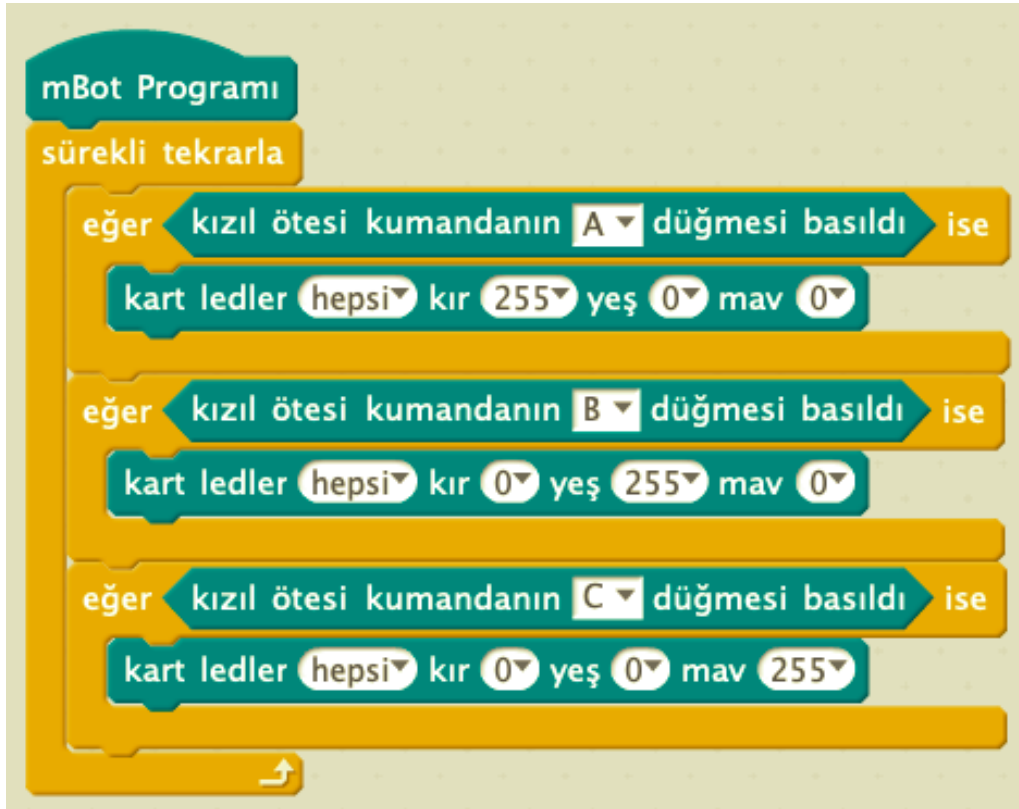 mBot Programı
sürekli tekrarla
eğer kızıl ötesi kumandanın A düğmesi basıldı ise
kart ledler hepsi kır 255 yeş 0 mav 0
eğer kızıl ötesi kumandanın B düğmesi basıldı ise
kart ledler hepsi kır 0 yeş 255 mav 0
eğer kızıl ötesi kumandanın C düğmesi basıldı ise
kart ledler hepsi kır 0 yeş 0 mav 255